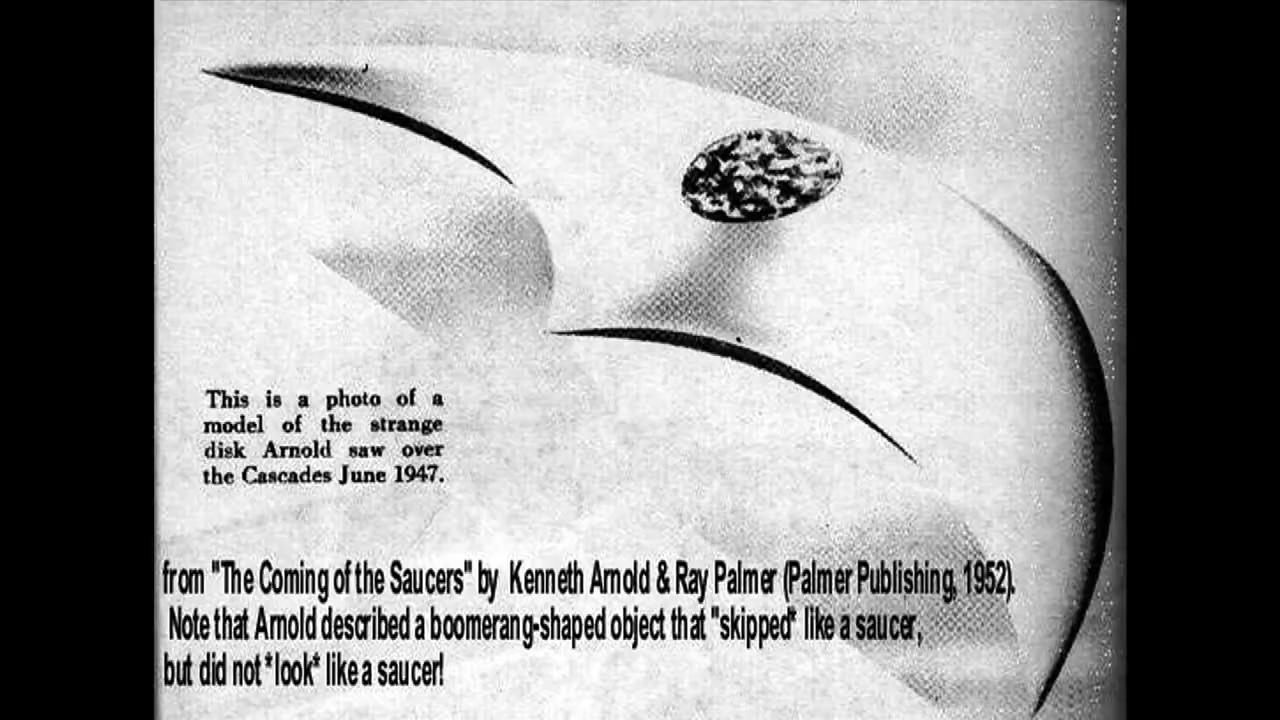 This is a photo of a
model of the strange
disk Arnold saw over
the Cascades June 1947.
from "The Coming of the Saucers" by Kenneth Arnold & Ray Palmer (Palmer Publishing, 1952).
Note that Arnold described a boomerang-shaped object that "skipped" like a saucer,
but did not *look* like a saucer!